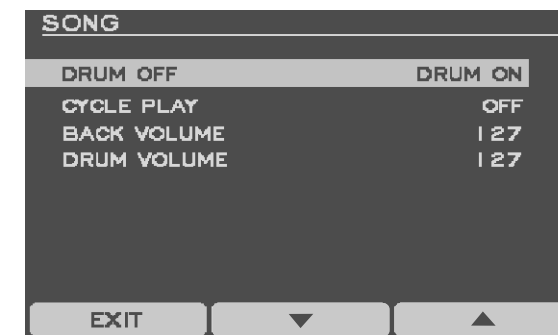 SONG
DRUM OFF DRUM ON
CYCLE PLAY OFF
BACK VOLUME 127
DRUM VOLUME 127
EXIT ▼ ▲